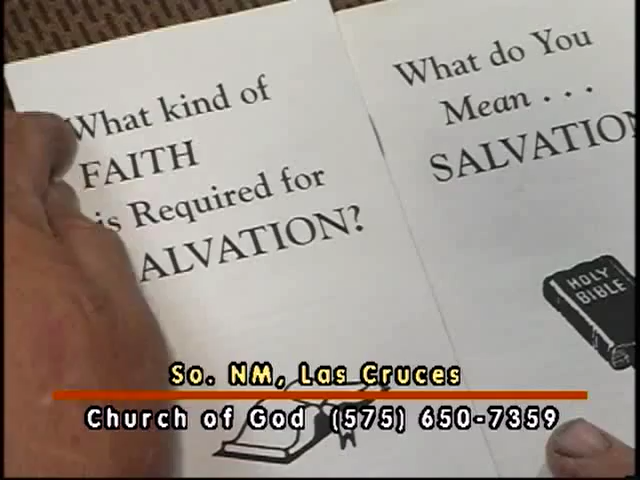 What kind of
FAITH
is Required for
ALVATION?
What do You
Mean . . .
SALVATIO
HOLY
BIBLE
So. NM, Las Cruces
Church of God (575) 650-7359